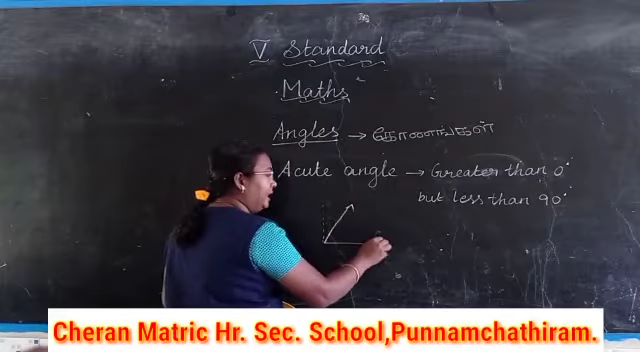 V Standard
Maths
Angles → கோணங்கள்
Acute angle → Greater than 0°
but less than 90°
Cheran Matric Hr. Sec. School,Punnamchathiram.